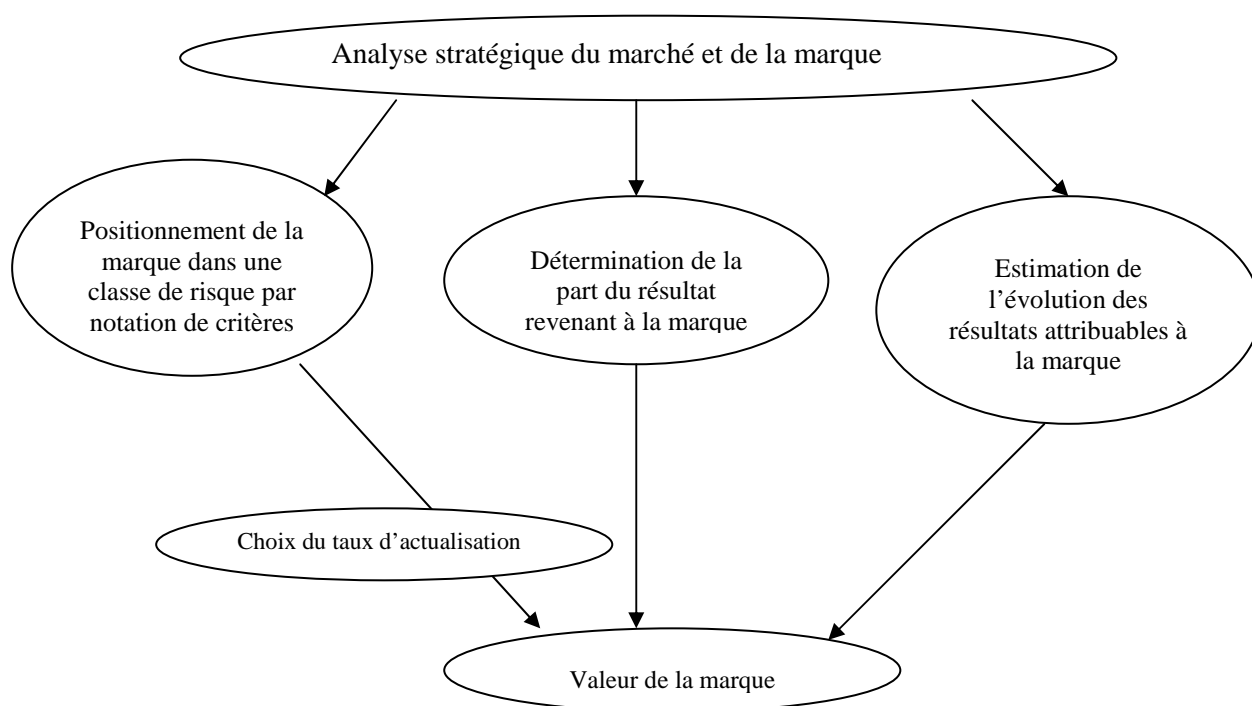 Analyse stratégique du marché et de la marque
Positionnement de la
marque dans une
classe de risque par
notation de critères
Détermination de la
part du résultat
revenant à la marque
Estimation de
l’évolution des
résultats attribuables à
la marque
Choix du taux d’actualisation
Valeur de la marque